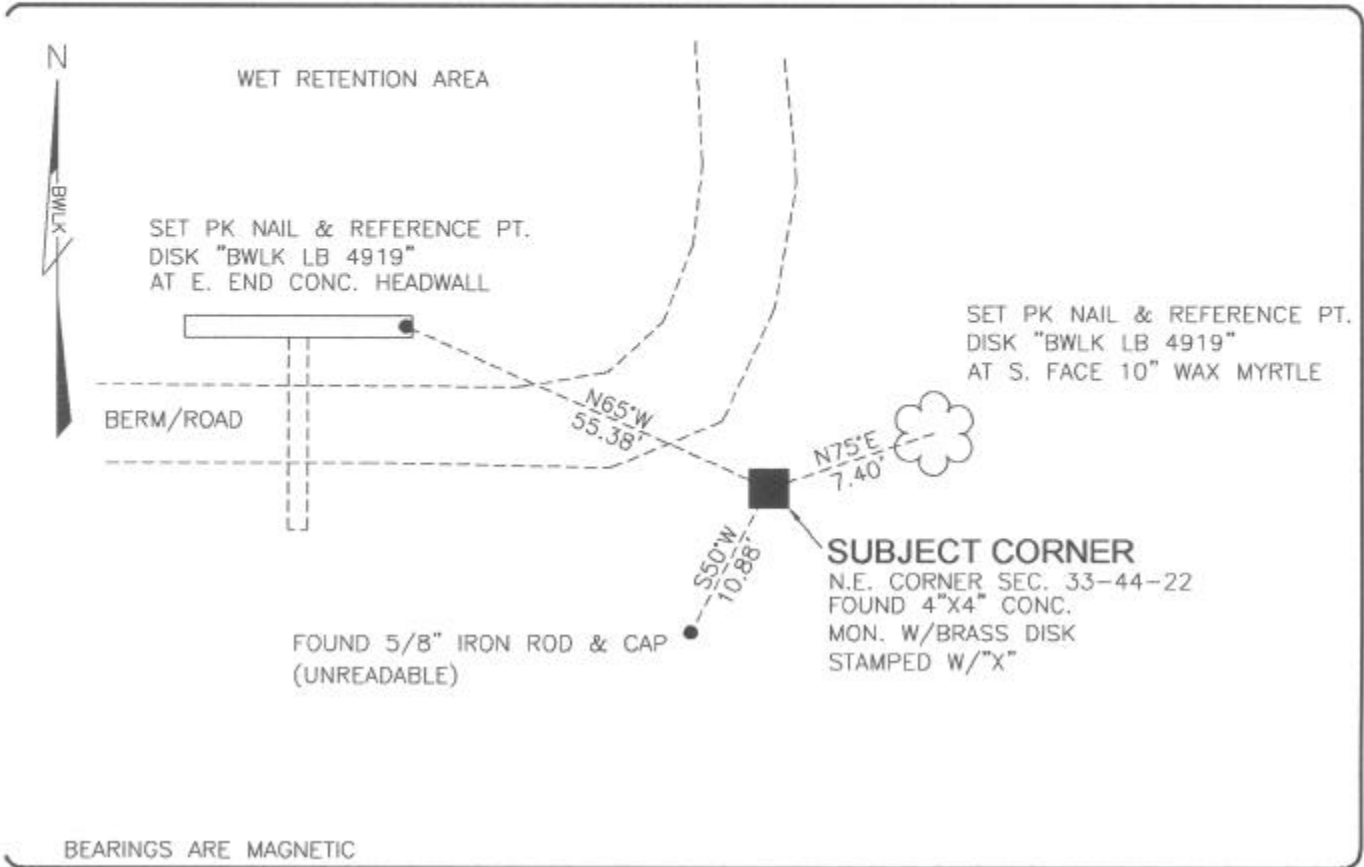 N
BWLK
WET RETENTION AREA
SET PK NAIL & REFERENCE PT.
DISK "BWLK LB 4919"
AT E. END CONC. HEADWALL
SET PK NAIL & REFERENCE PT.
DISK "BWLK LB 4919"
AT S. FACE 10" WAX MYRTLE
BERM/ROAD
N65°W
55.38'
N75°E
7.40'
S50°W
10.88'
SUBJECT CORNER
N.E. CORNER SEC. 33-44-22
FOUND 4"X4" CONC.
MON. W/BRASS DISK
STAMPED W/"X"
FOUND 5/8" IRON ROD & CAP
(UNREADABLE)
BEARINGS ARE MAGNETIC